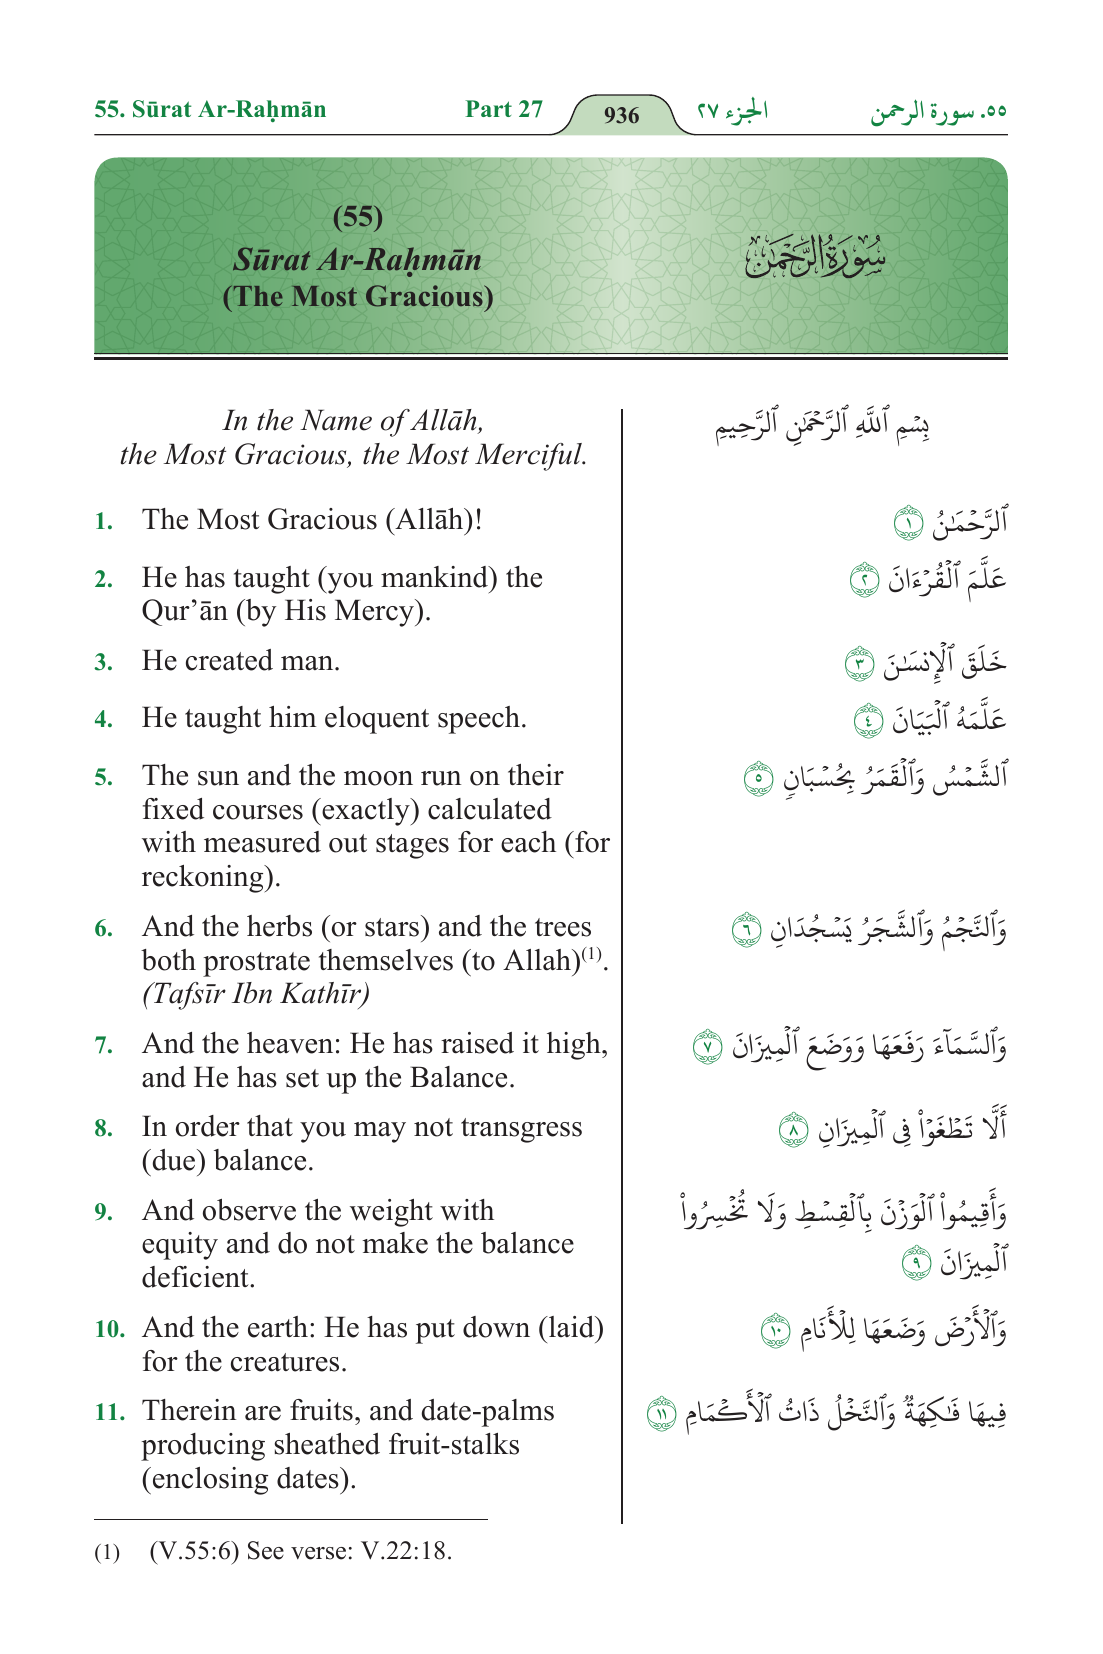 55. Sūrat Ar-Raḥmān Part 27 936 الجزء ٢٧ ٥٥. سورة الرحمن
(55)
Sūrat Ar-Raḥmān
(The Most Gracious)
سُورَةُ الرَّحْمَٰن
In the Name of Allāh,
the Most Gracious, the Most Merciful.
بِسْمِ ٱللَّهِ ٱلرَّحْمَٰنِ ٱلرَّحِيمِ
1. The Most Gracious (Allāh)!
ٱلرَّحْمَٰنُ ١
2. He has taught (you mankind) the
Qur’ān (by His Mercy).
عَلَّمَ ٱلْقُرْءَانَ ٢
3. He created man.
خَلَقَ ٱلْإِنسَٰنَ ٣
4. He taught him eloquent speech.
عَلَّمَهُ ٱلْبَيَانَ ٤
5. The sun and the moon run on their
fixed courses (exactly) calculated
with measured out stages for each (for
reckoning).
ٱلشَّمْسُ وَٱلْقَمَرُ بِحُسْبَانٍ ٥
6. And the herbs (or stars) and the trees
both prostrate themselves (to Allah)(1).
(Tafsīr Ibn Kathīr)
وَٱلنَّجْمُ وَٱلشَّجَرُ يَسْجُدَانِ ٦
7. And the heaven: He has raised it high,
and He has set up the Balance.
وَٱلسَّمَآءَ رَفَعَهَا وَوَضَعَ ٱلْمِيزَانَ ٧
8. In order that you may not transgress
(due) balance.
أَلَّا تَطْغَوْا۟ فِى ٱلْمِيزَانِ ٨
9. And observe the weight with
equity and do not make the balance
deficient.
وَأَقِيمُوا۟ ٱلْوَزْنَ بِٱلْقِسْطِ وَلَا تُخْسِرُوا۟
ٱلْمِيزَانَ ٩
10. And the earth: He has put down (laid)
for the creatures.
وَٱلْأَرْضَ وَضَعَهَا لِلْأَنَامِ ١٠
11. Therein are fruits, and date-palms
producing sheathed fruit-stalks
(enclosing dates).
فِيهَا فَٰكِهَةٌ وَٱلنَّخْلُ ذَاتُ ٱلْأَكْمَامِ ١١
(1) (V.55:6) See verse: V.22:18.